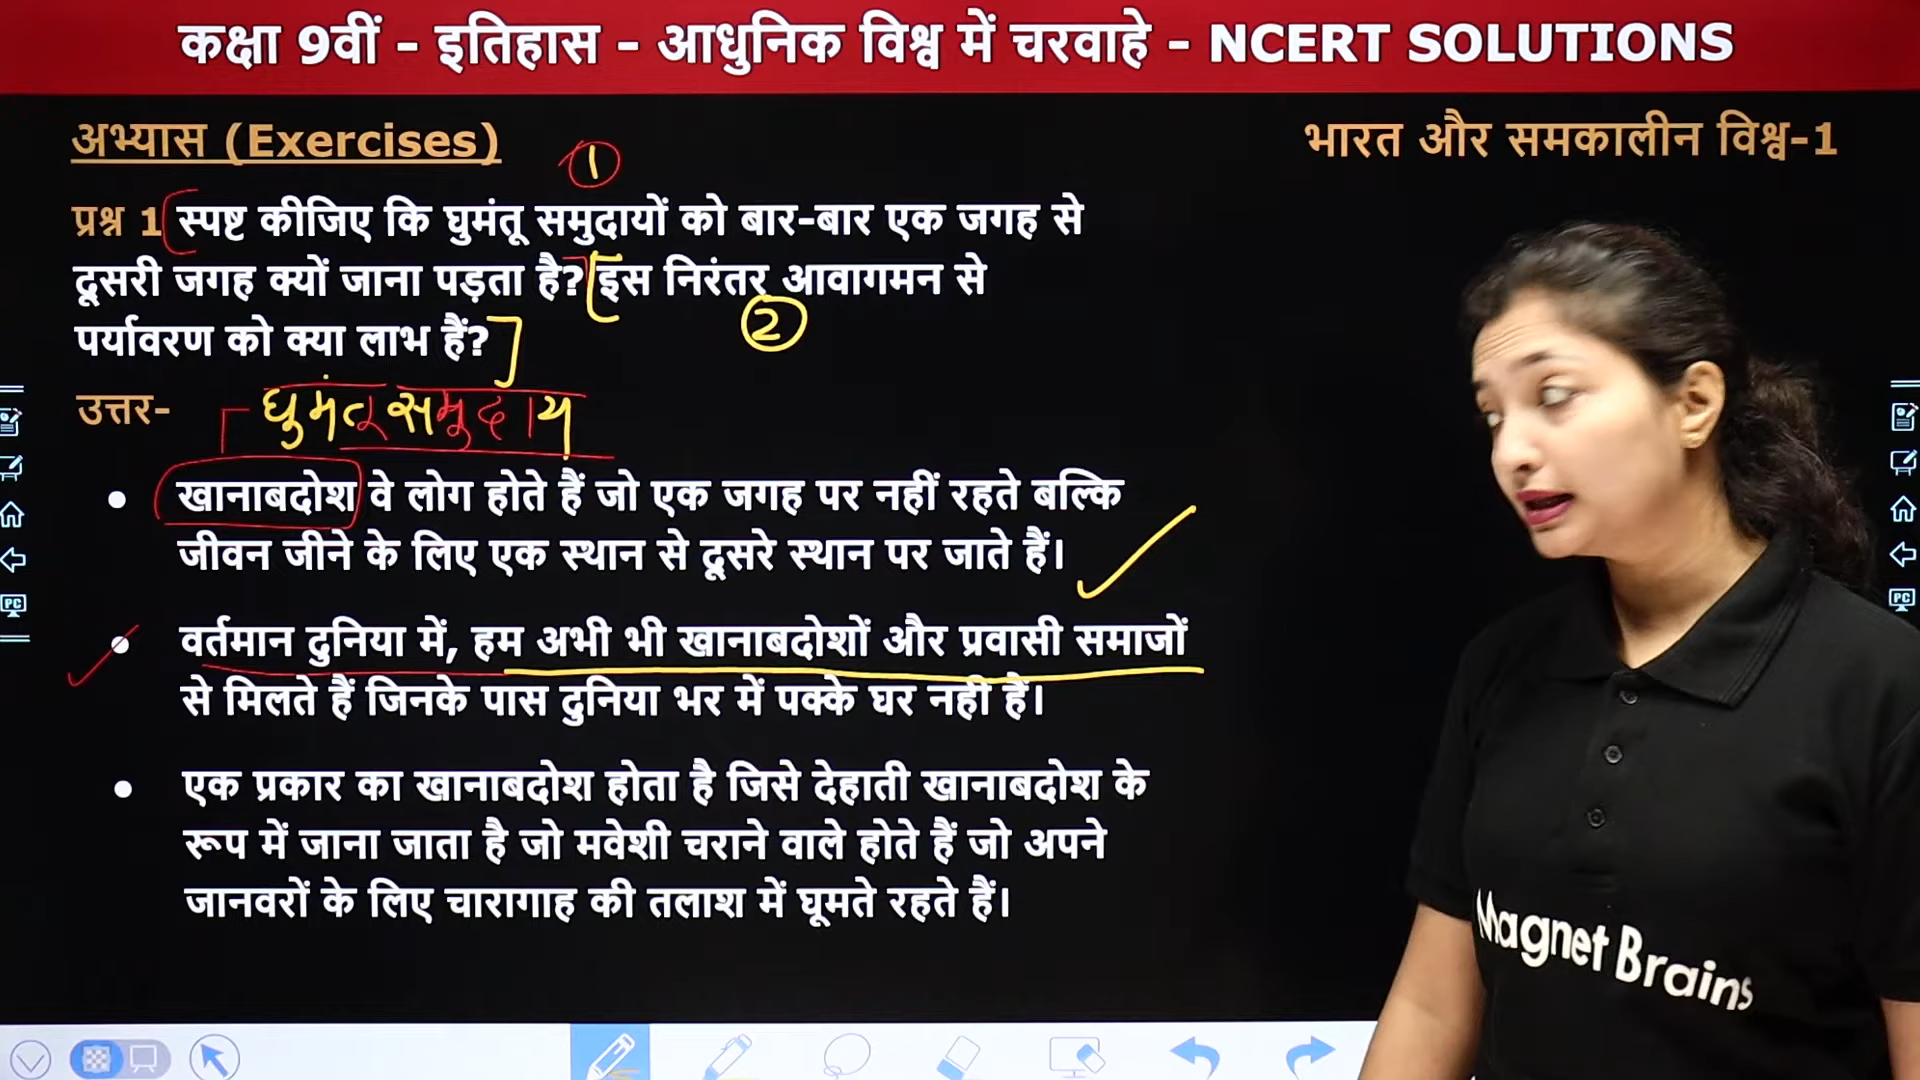 कक्षा 9वीं - इतिहास - आधुनिक विश्व में चरवाहे - NCERT SOLUTIONS
अभ्यास (Exercises)
भारत और समकालीन विश्व-1
1
प्रश्न 1 स्पष्ट कीजिए कि घुमंतू समुदायों को बार-बार एक जगह से
दूसरी जगह क्यों जाना पड़ता है? इस निरंतर आवागमन से
2
पर्यावरण को क्या लाभ हैं?
उत्तर- घुमंतू समुदाय
• खानाबदोश वे लोग होते हैं जो एक जगह पर नहीं रहते बल्कि
जीवन जीने के लिए एक स्थान से दूसरे स्थान पर जाते हैं।
• वर्तमान दुनिया में, हम अभी भी खानाबदोशों और प्रवासी समाजों
से मिलते हैं जिनके पास दुनिया भर में पक्के घर नहीं हैं।
• एक प्रकार का खानाबदोश होता है जिसे देहाती खानाबदोश के
रूप में जाना जाता है जो मवेशी चराने वाले होते हैं जो अपने
जानवरों के लिए चारागाह की तलाश में घूमते रहते हैं।
Magnet Brains
PC
PC